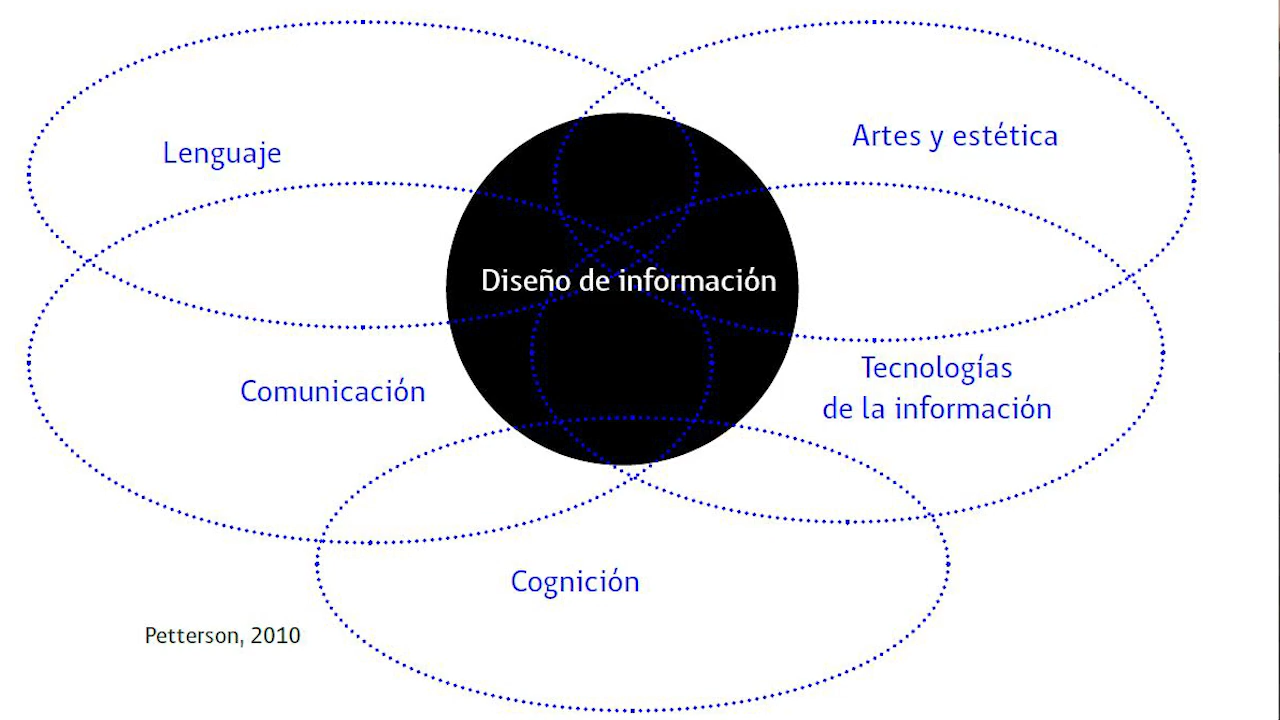 Lenguaje
Artes y estética
Diseño de información
Comunicación
Tecnologías
de la información
Cognición
Petterson, 2010